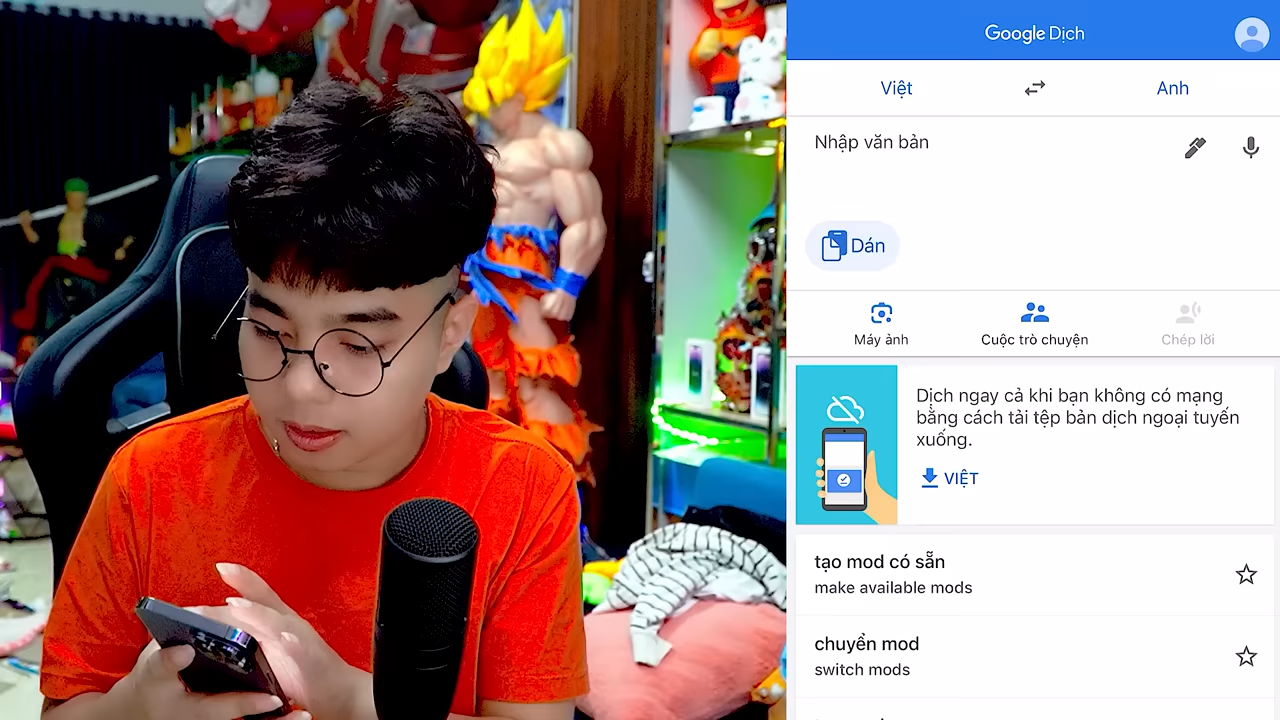 Google Dịch
Việt
Anh
Nhập văn bản
Dán
Máy ảnh
Cuộc trò chuyện
Chép lời
Dịch ngay cả khi bạn không có mạng
bằng cách tải tệp bản dịch ngoại tuyến
xuống.
VIỆT
tạo mod có sẵn
make available mods
chuyển mod
switch mods